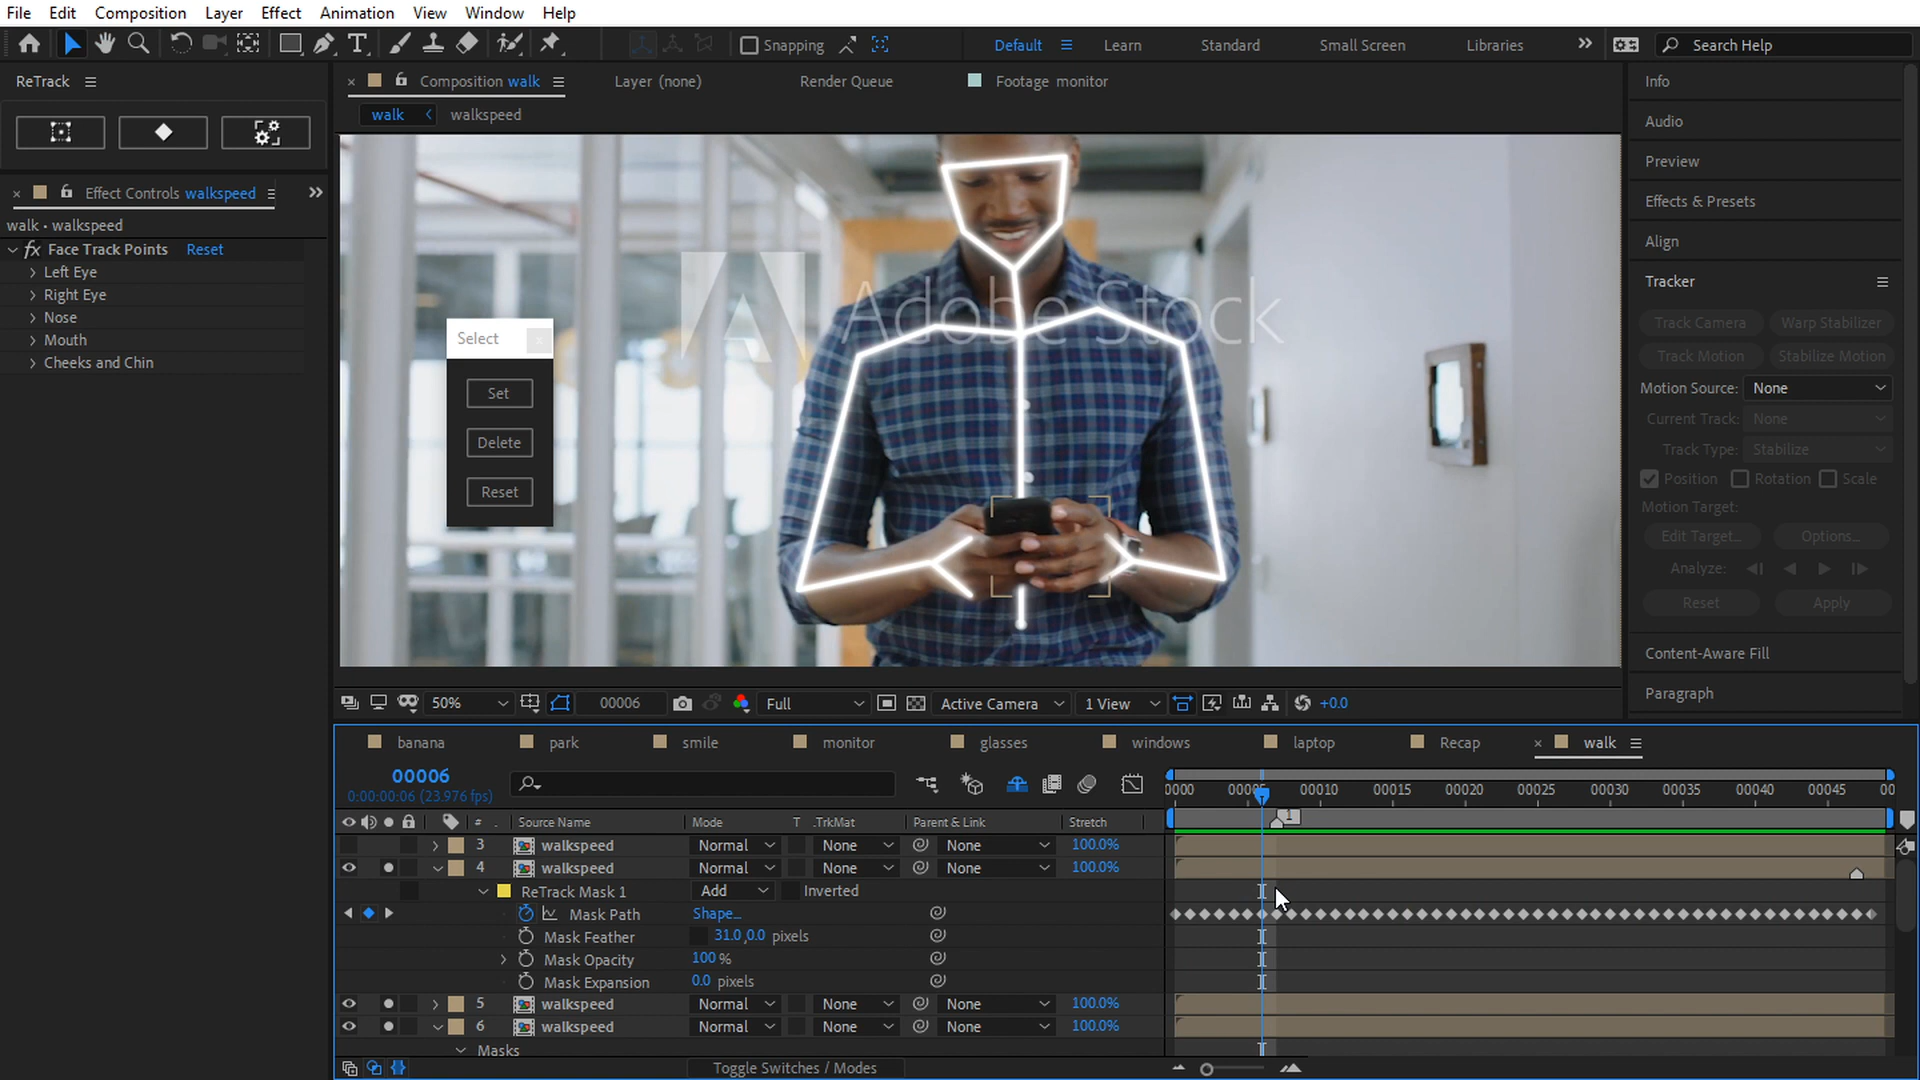 File Edit Composition Layer Effect Animation View Window Help
T Snapping Default Learn Standard Small Screen Libraries Search Help
ReTrack
Composition walk Layer (none) Render Queue Footage monitor
walk walkspeed
Effect Controls walkspeed
walk • walkspeed
fx Face Track Points Reset
Left Eye
Right Eye
Nose
Mouth
Cheeks and Chin
Adobe Stock
Select x
Set
Delete
Reset
Info
Audio
Preview
Effects & Presets
Align
Tracker
Track Camera Warp Stabilizer
Track Motion Stabilize Motion
Motion Source: None
Current Track: None
Track Type: Stabilize
Position Rotation Scale
Motion Target:
Edit Target... Options...
Analyze:
Reset Apply
Content-Aware Fill
Paragraph
50% 00006 Full Active Camera 1 View +0.0
banana park smile monitor glasses windows laptop Recap × walk
00006
0:00:00:06 (23.976 fps)
0000 00005 00010 00015 00020 00025 00030 00035 00040 00045 00
# . Source Name Mode T .TrkMat Parent & Link Stretch
1
3 walkspeed Normal None None 100.0%
4 walkspeed Normal None None 100.0%
ReTrack Mask 1 Add Inverted
Mask Path Shape...
Mask Feather 31.0,0.0 pixels
Mask Opacity 100 %
Mask Expansion 0.0 pixels
5 walkspeed Normal None None 100.0%
6 walkspeed Normal None None 100.0%
Masks
Toggle Switches / Modes